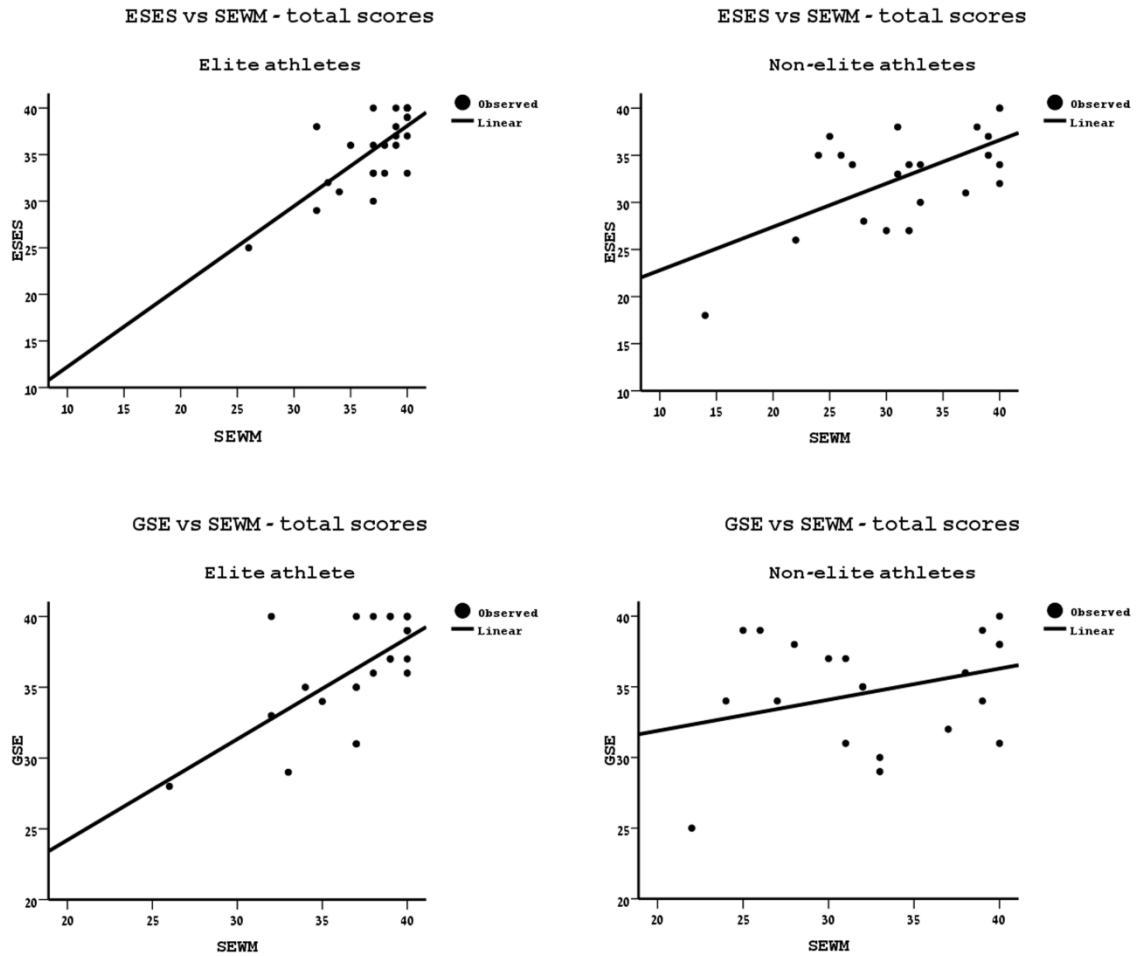 ESES vs SEWM - total scores
Elite athletes
Observed
Linear
40
35
30
25
20
15
10
ESES
10 15 20 25 30 35 40
SEWM
ESES vs SEWM - total scores
Non-elite athletes
Observed
Linear
40
35
30
25
20
15
10
ESES
10 15 20 25 30 35 40
SEWM
GSE vs SEWM - total scores
Elite athlete
Observed
Linear
40
35
30
25
20
GSE
20 25 30 35 40
SEWM
GSE vs SEWM - total scores
Non-elite athletes
Observed
Linear
40
35
30
25
20
GSE
20 25 30 35 40
SEWM